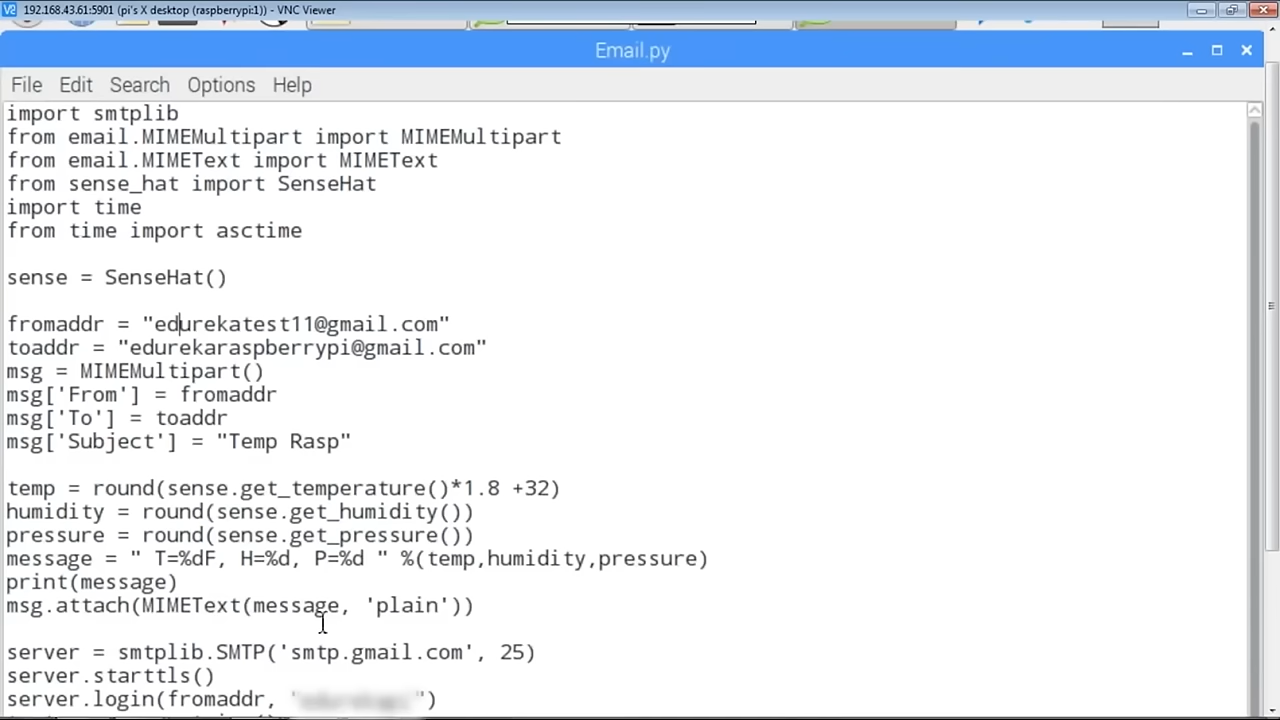 192.168.43.61:5901 (pi's X desktop (raspberrypi:1)) - VNC Viewer
Email.py
File Edit Search Options Help
import smtplib
from email.MIMEMultipart import MIMEMultipart
from email.MIMEText import MIMEText
from sense_hat import SenseHat
import time
from time import asctime
sense = SenseHat()
fromaddr = "edurekatest11@gmail.com"
toaddr = "edurekaraspberrypi@gmail.com"
msg = MIMEMultipart()
msg['From'] = fromaddr
msg['To'] = toaddr
msg['Subject'] = "Temp Rasp"
temp = round(sense.get_temperature()*1.8 +32)
humidity = round(sense.get_humidity())
pressure = round(sense.get_pressure())
message = " T=%dF, H=%d, P=%d " %(temp,humidity,pressure)
print(message)
msg.attach(MIMEText(message, 'plain'))
server = smtplib.SMTP('smtp.gmail.com', 25)
server.starttls()
server.login(fromaddr, " ")